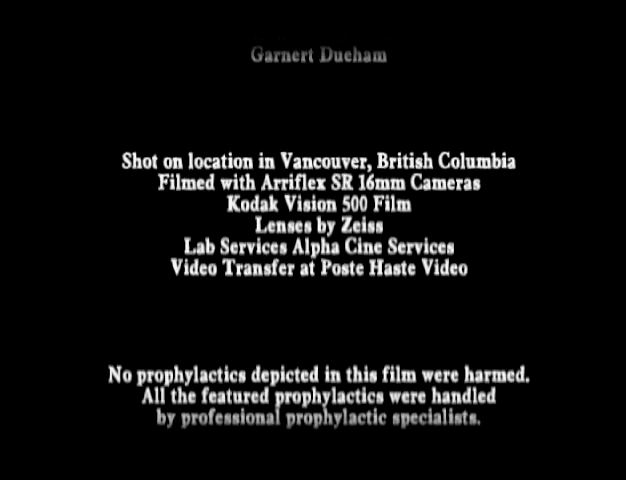 Garnert Dueham
Shot on location in Vancouver, British Columbia
Filmed with Arriflex SR 16mm Cameras
Kodak Vision 500 Film
Lenses by Zeiss
Lab Services Alpha Cine Services
Video Transfer at Poste Haste Video
No prophylactics depicted in this film were harmed.
All the featured prophylactics were handled
by professional prophylactic specialists.